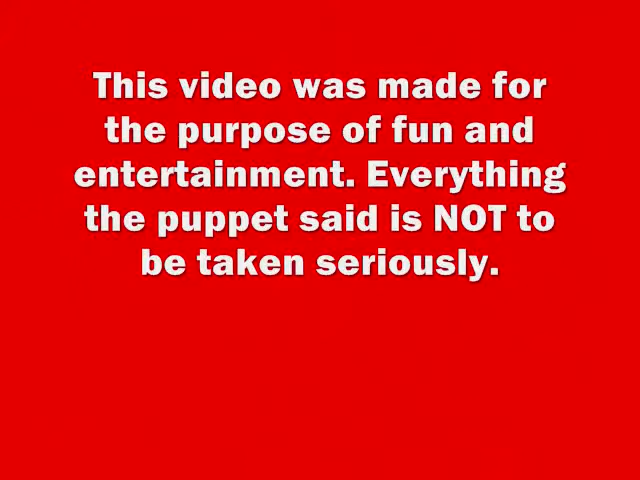 This video was made for
the purpose of fun and
entertainment. Everything
the puppet said is NOT to
be taken seriously.